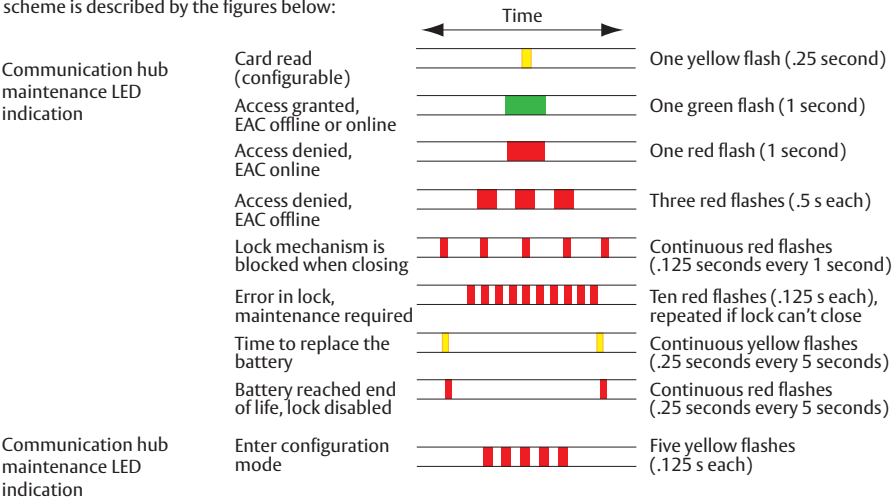 scheme is described by the figures below:
Time
Communication hub
maintenance LED
indication
Card read
(configurable)
One yellow flash (.25 second)
Access granted,
EAC offline or online
One green flash (1 second)
Access denied,
EAC online
One red flash (1 second)
Access denied,
EAC offline
Three red flashes (.5 s each)
Lock mechanism is
blocked when closing
Continuous red flashes
(.125 seconds every 1 second)
Error in lock,
maintenance required
Ten red flashes (.125 s each),
repeated if lock can't close
Time to replace the
battery
Continuous yellow flashes
(.25 seconds every 5 seconds)
Battery reached end
of life, lock disabled
Continuous red flashes
(.25 seconds every 5 seconds)
Communication hub
maintenance LED
indication
Enter configuration
mode
Five yellow flashes
(.125 s each)